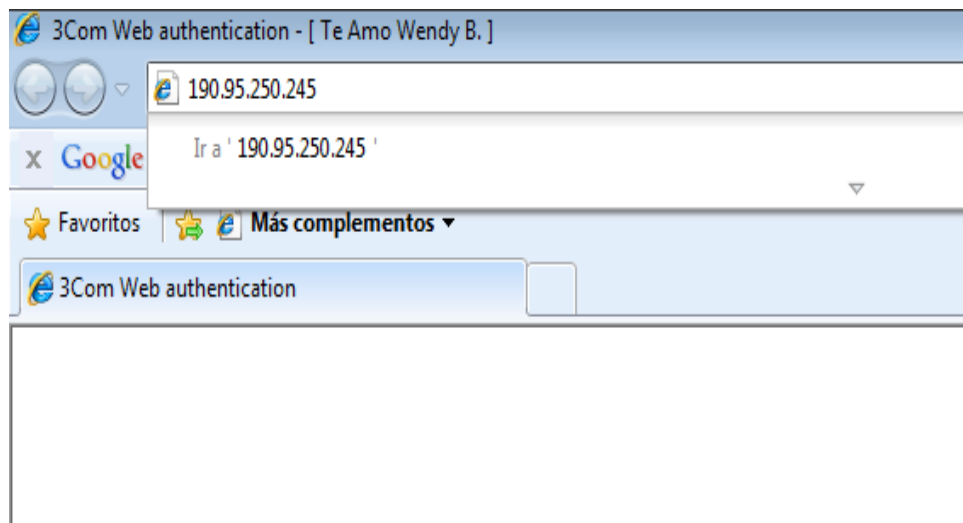 3Com Web authentication - [ Te Amo Wendy B. ]
190.95.250.245
Ir a ' 190.95.250.245 '
x Google
Favoritos Más complementos
3Com Web authentication